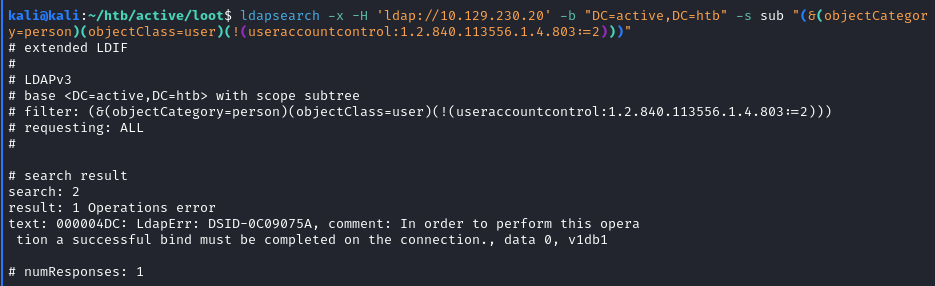 kali@kali:~/htb/active/loot$ ldapsearch -x -H 'ldap://10.129.230.20' -b "DC=active,DC=htb" -s sub "(&(objectCategor
y=person)(objectClass=user)(!(useraccountcontrol:1.2.840.113556.1.4.803:=2)))"
# extended LDIF
#
# LDAPv3
# base <DC=active,DC=htb> with scope subtree
# filter: (&(objectCategory=person)(objectClass=user)(!(useraccountcontrol:1.2.840.113556.1.4.803:=2)))
# requesting: ALL
#
# search result
search: 2
result: 1 Operations error
text: 000004DC: LdapErr: DSID-0C09075A, comment: In order to perform this opera
 tion a successful bind must be completed on the connection., data 0, v1db1
# numResponses: 1